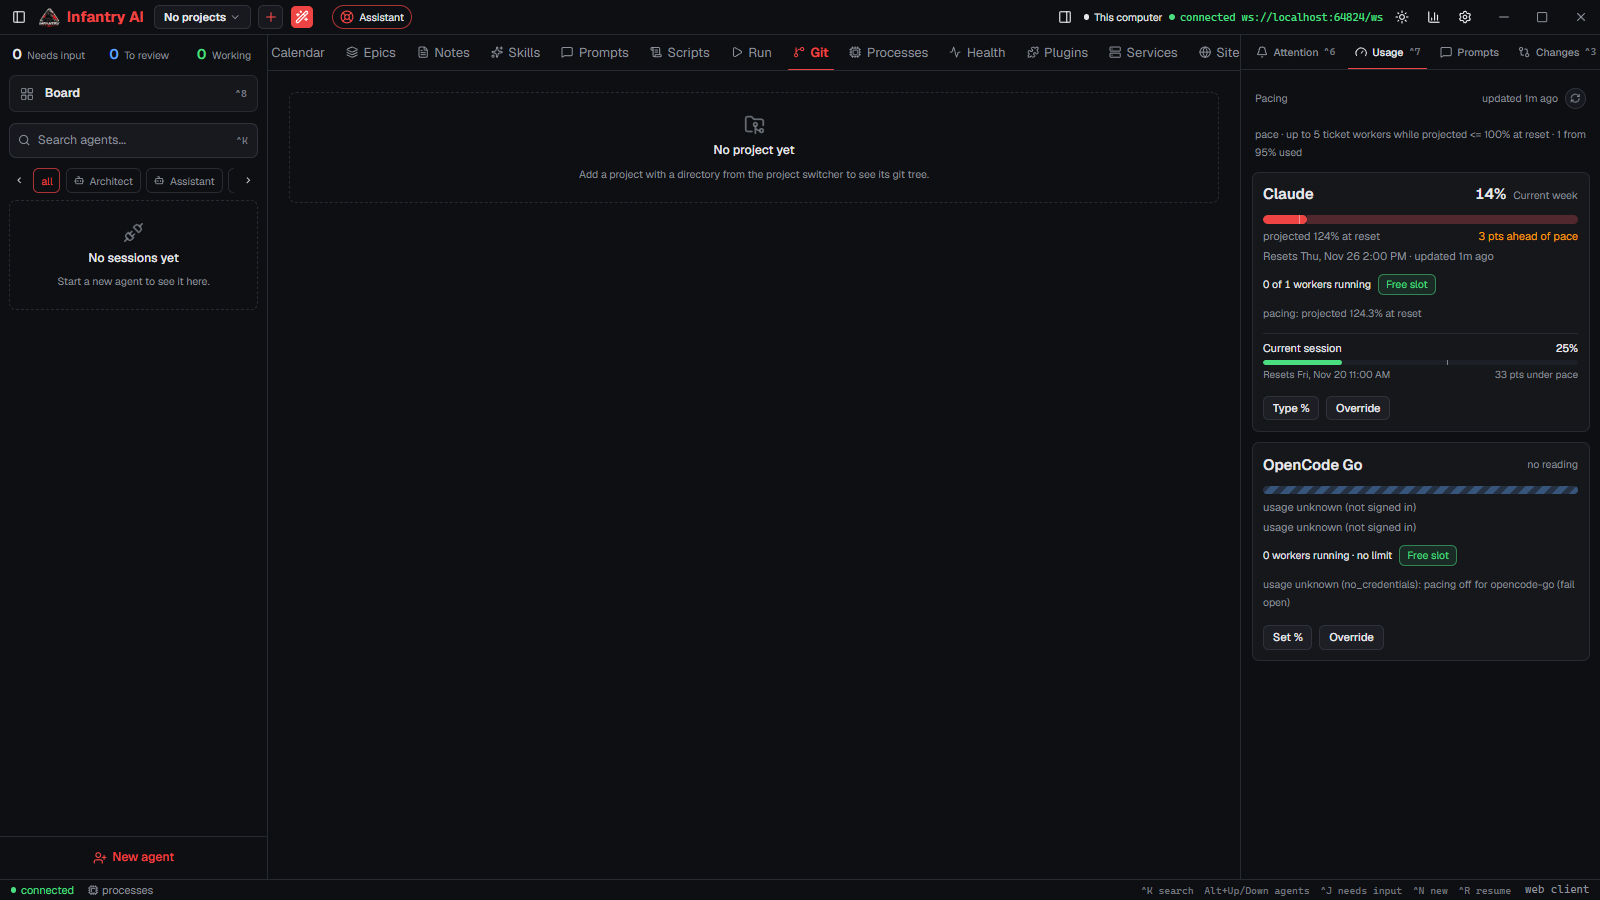 Infantry AI
No projects
Assistant
This computer
connected ws://localhost:64824/ws
0 Needs input
0 To review
0 Working
Board ^8
Search agents... ^K
all
Architect
Assistant
No sessions yet
Start a new agent to see it here.
New agent
Calendar
Epics
Notes
Skills
Prompts
Scripts
Run
Git
Processes
Health
Plugins
Services
Site
No project yet
Add a project with a directory from the project switcher to see its git tree.
Attention ^6
Usage ^7
Prompts
Changes ^3
Pacing
updated 1m ago
pace · up to 5 ticket workers while projected <= 100% at reset · 1 from
95% used
Claude
14% Current week
projected 124% at reset
3 pts ahead of pace
Resets Thu, Nov 26 2:00 PM · updated 1m ago
0 of 1 workers running
Free slot
pacing: projected 124.3% at reset
Current session
25%
Resets Fri, Nov 20 11:00 AM
33 pts under pace
Type %
Override
OpenCode Go
no reading
usage unknown (not signed in)
usage unknown (not signed in)
0 workers running · no limit
Free slot
usage unknown (no_credentials): pacing off for opencode-go (fail
open)
Set %
Override
connected
processes
^K search
Alt+Up/Down agents
^J needs input
^N new
^R resume
web client